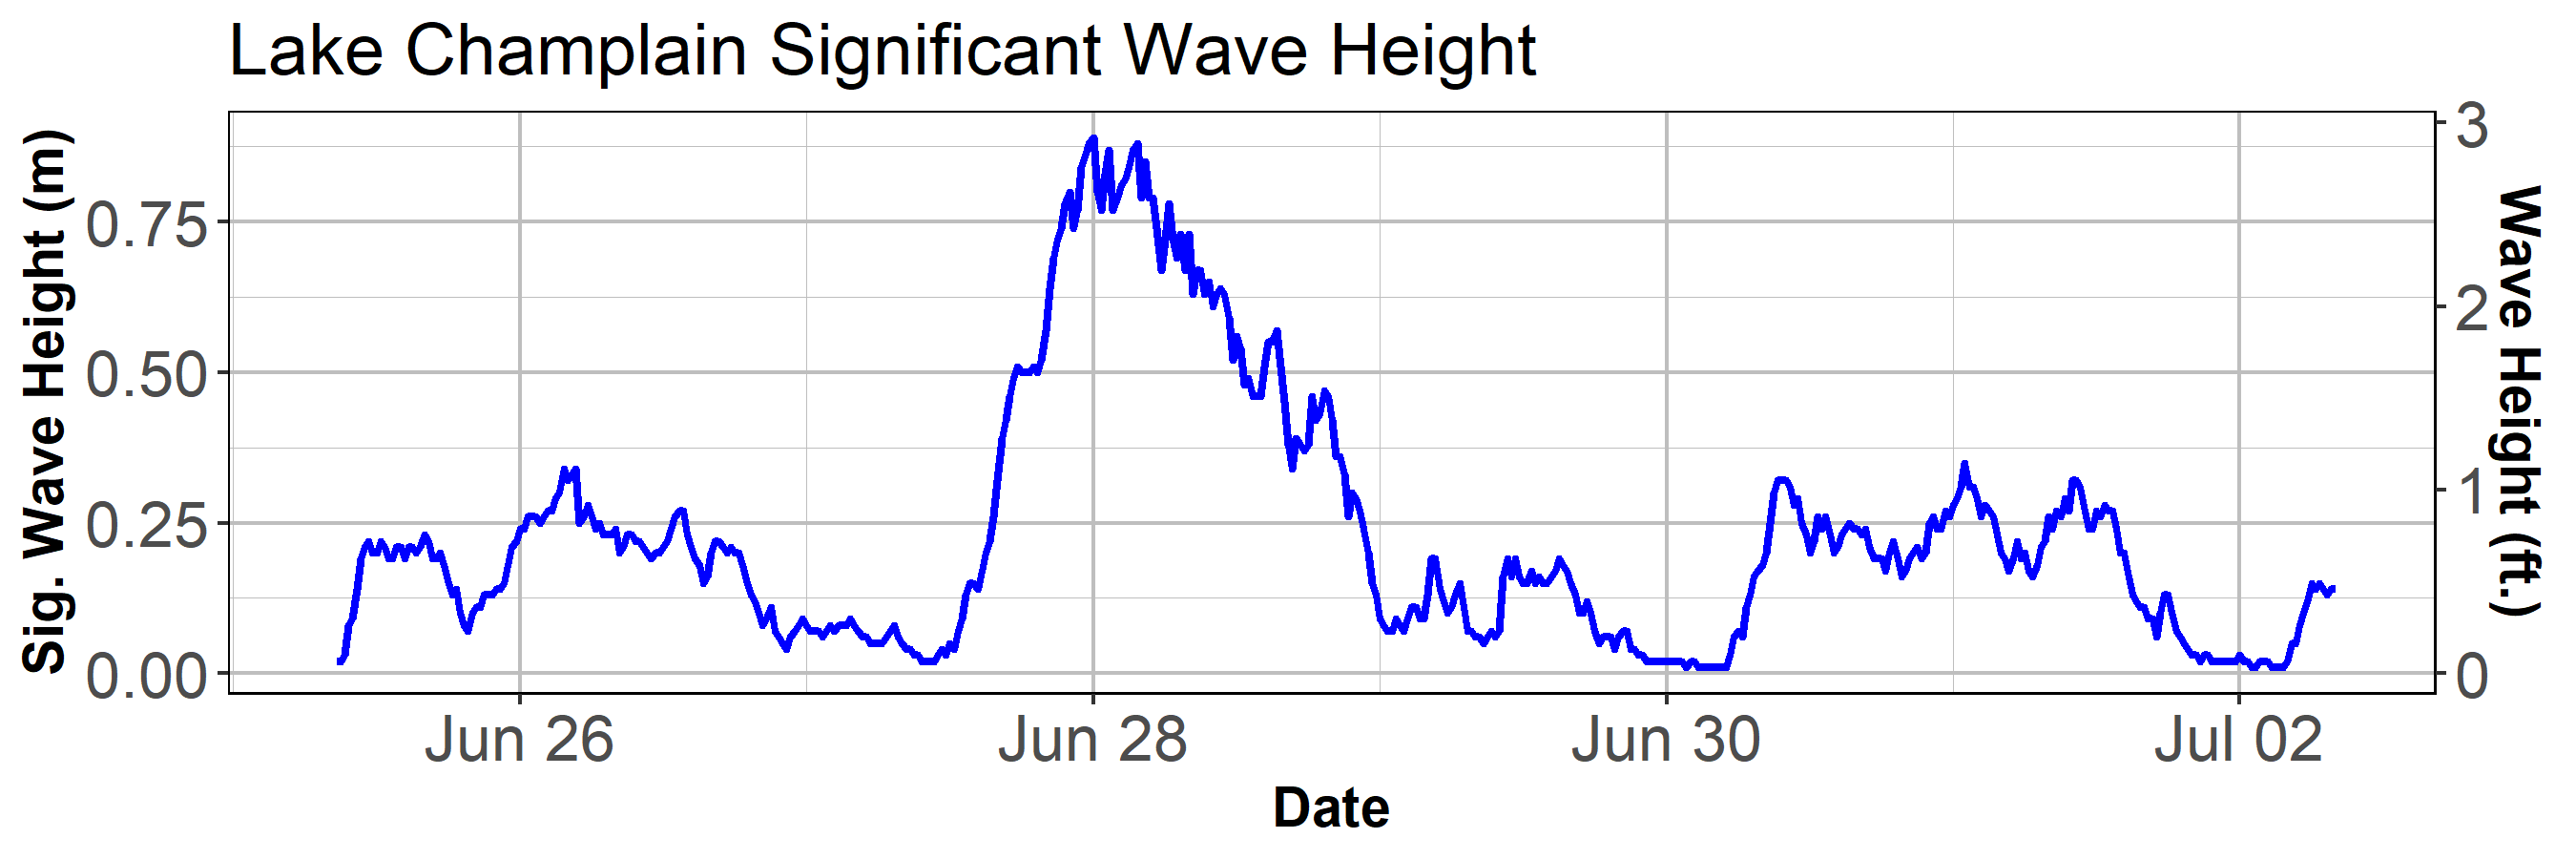 Lake Champlain Significant Wave Height
Sig. Wave Height (m)
0.75
0.50
0.25
0.00
3
2
1
0
Wave Height (ft.)
Jun 26
Jun 28
Jun 30
Jul 02
Date